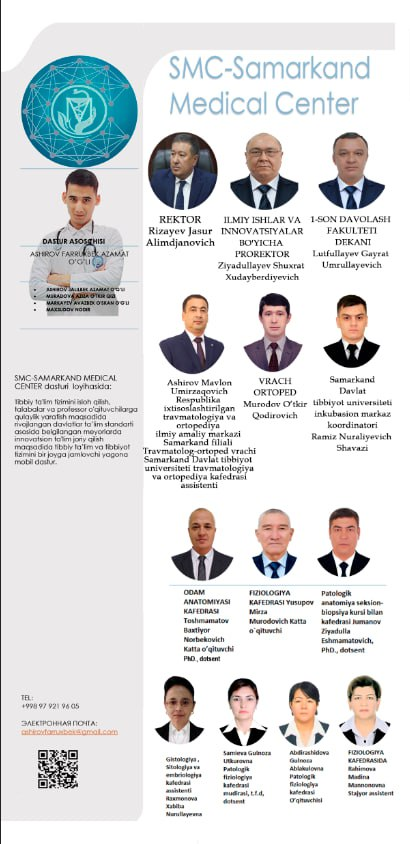 SMC-Samarkand
Medical Center
DASTUR ASOSCHISI
ASHIROV FARRUXBEK AZAMAT
O'G'LI
ASHIROV JALIBEK AZAMAT O'G'LI
MURADOVA AZIZA O'TKIR QIZI
MARKAYEV AVAZBEK O'SKAN O'G'LI
MAXSLOOV NODIR
SMC-SAMARKAND MEDICAL
CENTER dasturi loyihasida:
Tibbiy ta'lim tizimini isloh qilish,
talabalar va professor o'qituvchilarga
qulaylik yaratish maqsadida
rivojlangan davlatlar ta'lim standarti
asosida belgilangan meyorlarda
innovatsion ta'lim joriy qilish
maqsadida tibbiy ta'lim va tibbiyot
tizimini bir joyga jamlovchi yagona
mobil dastur.
TEL:
+998 97 921 96 05
ЭЛЕКТРОННАЯ ПОЧТА:
ashirovfarruxbek@gmail.com
REKTOR
Rizayev Jasur
Alimdjanovich
ILMIY ISHLAR VA
INNOVATSIYALAR
BO'YICHA
PROREKTOR
Ziyadullayev Shuxrat
Xudayberdiyevich
1-SON DAVOLASH
FAKULTETI
DEKANI
Lutfullayev Gayrat
Umrullayevich
Ashirov Mavlon
Umirzaqovich
Respublika
ixtisoslashtirilgan
travmatologiya va
ortopediya
ilmiy amaliy markazi
Samarkand filiali
Travmatolog-ortoped vrachi
Samarkand Davlat tibbiyot
universiteti travmatologiya
va ortopediya kafedrasi
assistenti
VRACH
ORTOPED
Murodov O'tkir
Qodirovich
Samarkand
Davlat
tibbiyot universiteti
inkubasion markaz
koordinatori
Ramiz Nuraliyevich
Shavazi
ODAM
ANATOMIYASI
KAFEDRASI
Toshmamatov
Baxtiyor
Norbekovich
Katta o'qituvchi
PhD., dotsent
FIZIOLOGIYA
KAFEDRASI Yusupov
Mirza
Murodovich Katta
o'qituvchi
Patologik
anatomiya seksion-
biopsiya kursi bilan
kafedrasi Jumanov
Ziyadulla
Eshmamatovich,
PhD., dotsent
Gistologiya ,
Sitologiya va
embriologiya
kafedrasi
assistenti
Raxmonova
Xabiba
Nurullayevna
Samieva Gulnoza
Utkurovna
Patologik
fiziologiya
kafedrasi
mudirasi, t.f.d,
dotsent
Abdirashidova
Gulnoza
Ablakulovna
Patologik
fiziologiya
kafedrasi
O'qituvchisi
FIZIOLOGIYA
KAFEDRASIDA
Rahimova
Madina
Mannonovna
Stajyor assistent